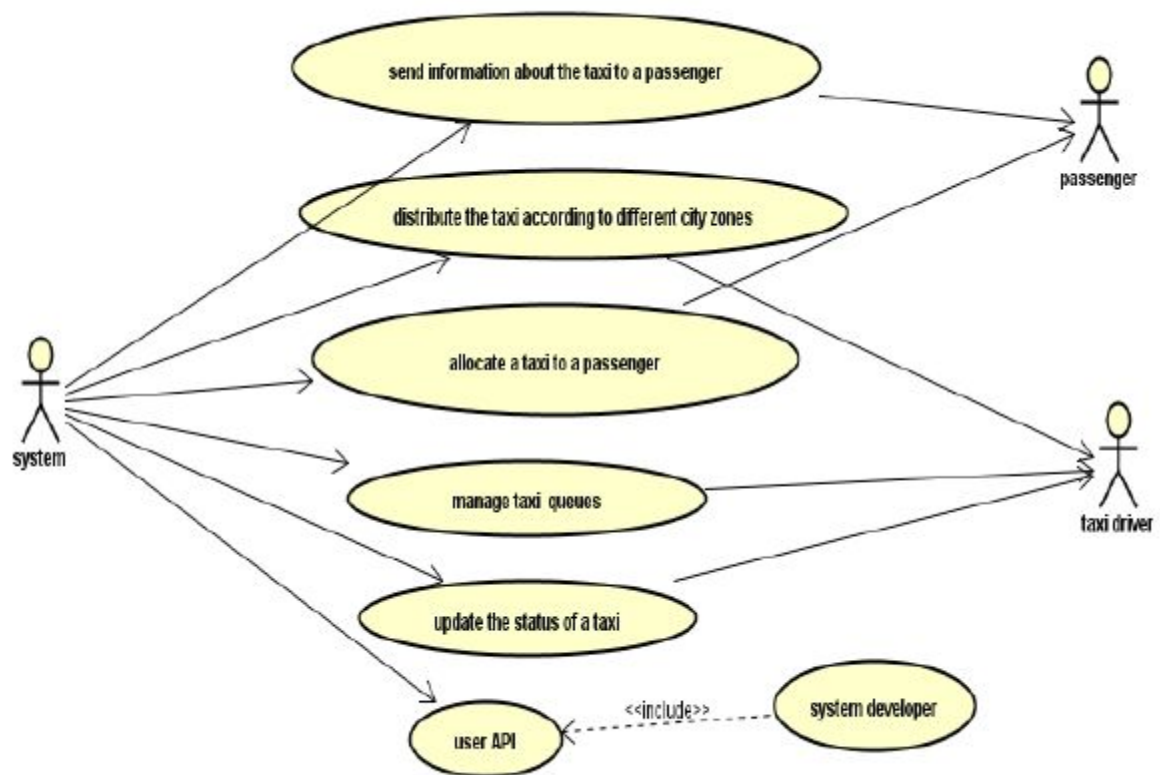 send information about the taxi to a passenger
passenger
distribute the taxi according to different city zones
allocate a taxi to a passenger
system
manage taxi queues
taxi driver
update the status of a taxi
<<include>>
system developer
user API